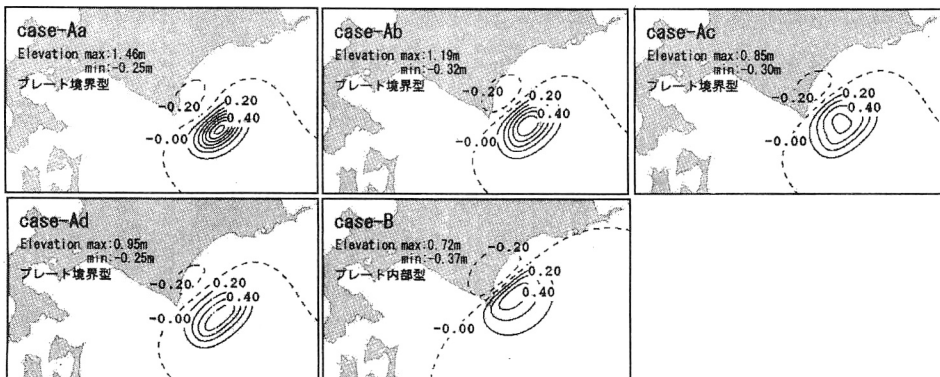 case-Aa
Elevation max:1.46m
min:-0.25m
プレート境界型
-0.20
0.20
0.40
-0.00
case-Ab
Elevation max:1.19m
min:-0.32m
プレート境界型
-0.20
0.20
0.40
-0.00
case-Ac
Elevation max:0.85m
min:-0.30m
プレート境界型
-0.20
0.20
0.40
-0.00
case-Ad
Elevation max:0.95m
min:-0.25m
プレート境界型
-0.20
0.20
0.40
-0.00
case-B
Elevation max:0.72m
min:-0.37m
プレート内部型
-0.20
0.20
0.40
-0.00